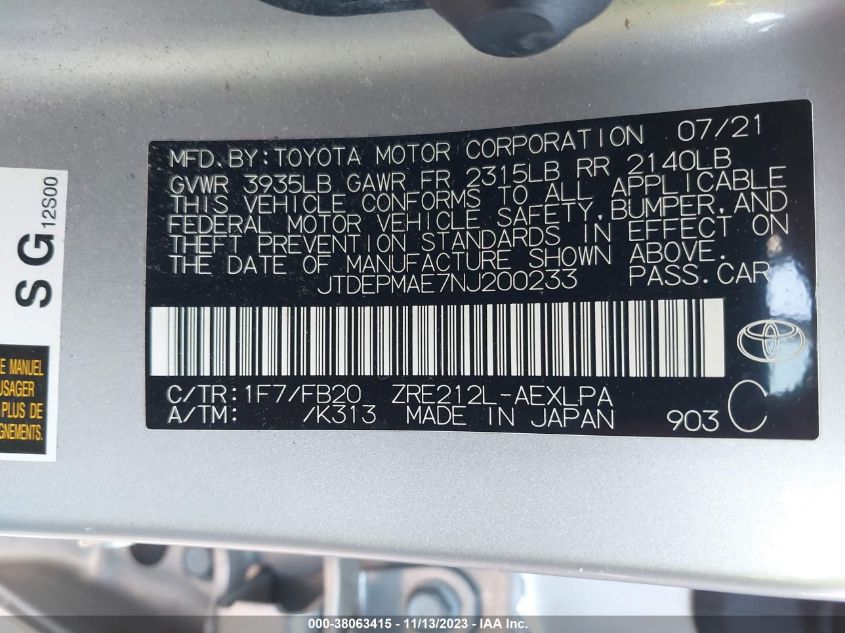 MFD. BY: TOYOTA MOTOR CORPORATION 07/21
GVWR 3935LB GAWR FR 2315LB RR 2140LB
THIS VEHICLE CONFORMS TO ALL APPLICABLE
FEDERAL MOTOR VEHICLE SAFETY, BUMPER, AND
THEFT PREVENTION STANDARDS IN EFFECT ON
THE DATE OF MANUFACTURE SHOWN ABOVE.
JTDEPMAE7NJ200233 PASS.CAR
C/TR: 1F7/FB20 ZRE212L-AEXLPA
A/TM: /K313 MADE IN JAPAN 903 C
SG 12S00
E MANUEL
USAGER
PLUS
GNEMENTS.
000-38063415 - 11/13/2023 - IAA Inc.